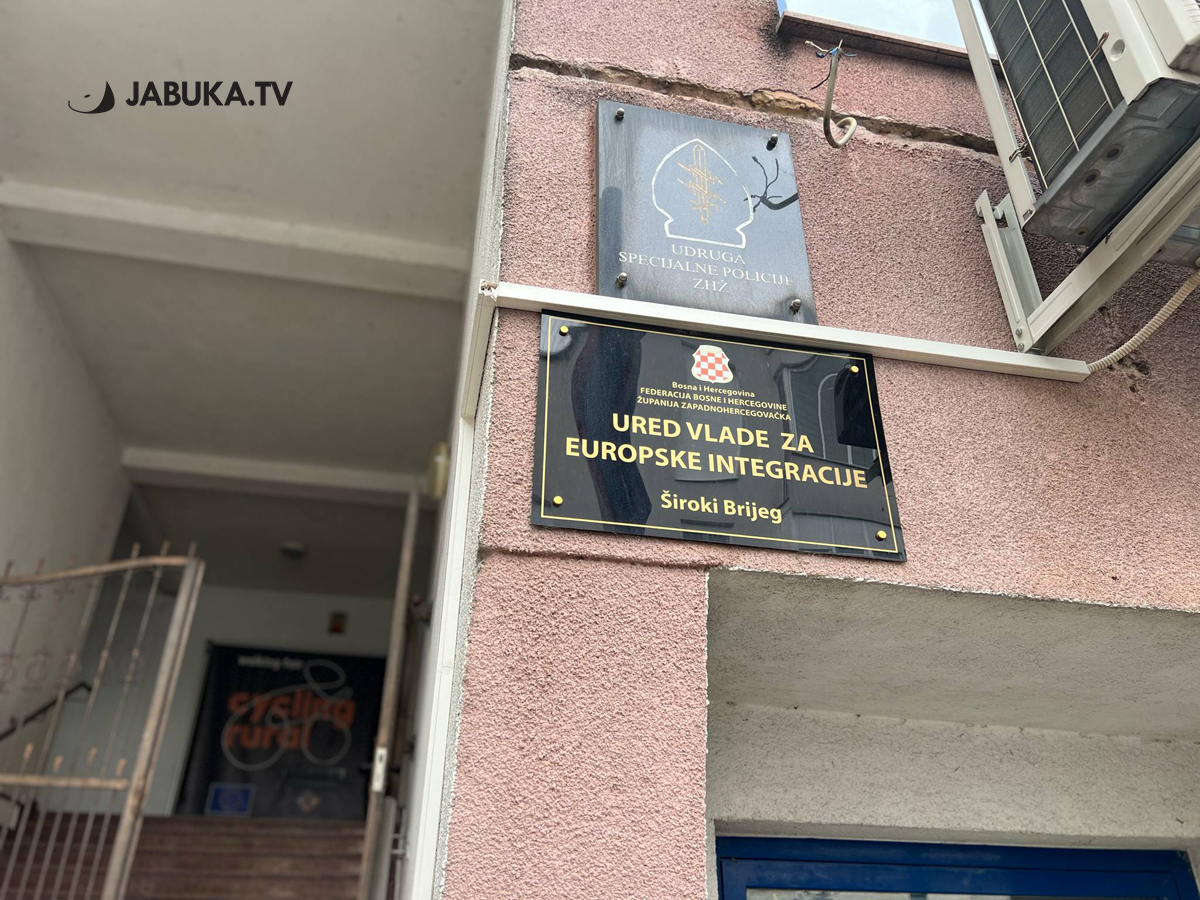 JABUKA.TV
UDRUGA
SPECIJALNE POLICIJE
ZHŽ
Bosna i Hercegovina
FEDERACIJA BOSNE I HERCEGOVINE
ŽUPANIJA ZAPADNOHERCEGOVAČKA
URED VLADE ZA
EUROPSKE INTEGRACIJE
Široki Brijeg
cycling
rural